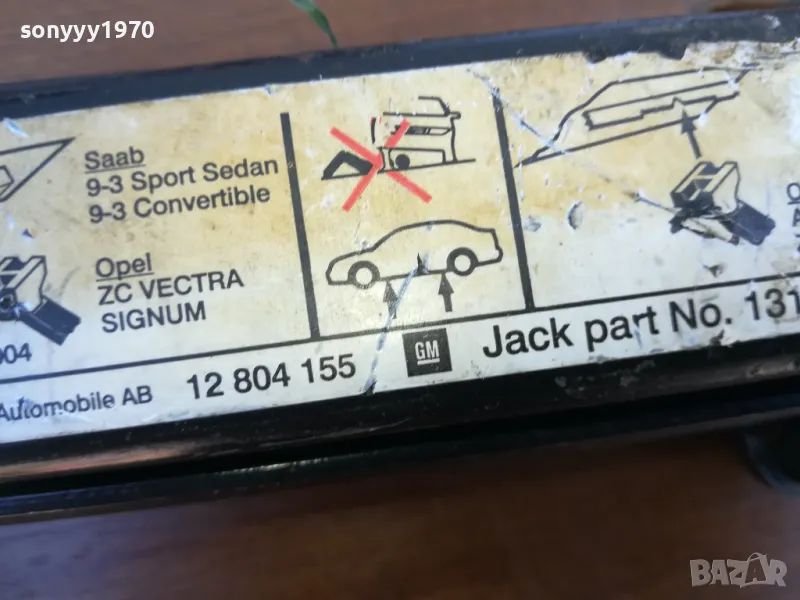 sonyyy1970
Saab
9-3 Sport Sedan
9-3 Convertible
Opel
ZC VECTRA
SIGNUM
004
Automobile AB 12 804 155 GM Jack part No. 131
BAZAR